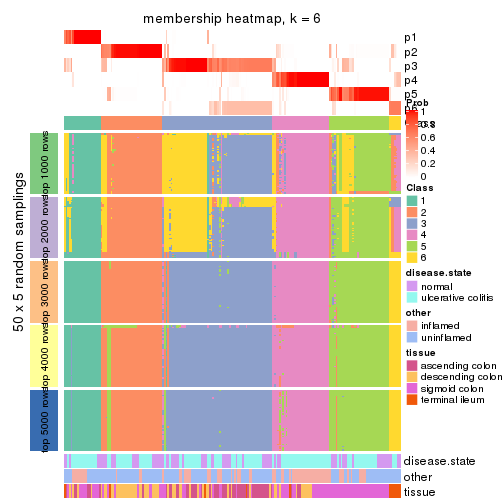 membership heatmap, k = 6
p1
p2
p3
p4
p5
Prob
1
0.8
0.6
0.4
0.2
0
Class
1
2
3
4
5
6
disease.state
normal
ulcerative colitis
other
inflamed
uninflamed
tissue
ascending colon
descending colon
sigmoid colon
terminal ileum
50 x 5 random samplings
top 1000 rows
top 2000 rows
top 3000 rows
top 4000 rows
top 5000 rows
disease.state
other
tissue